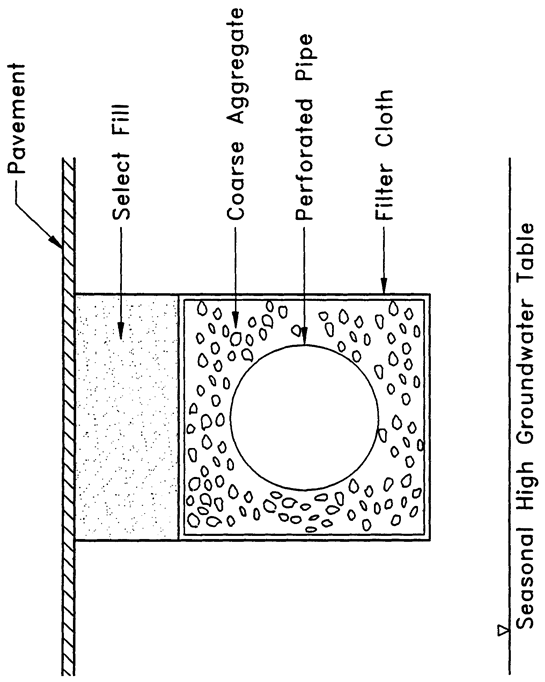 Pavement
Select Fill
Coarse Aggregate
Perforated Pipe
Filter Cloth
Seasonal High Groundwater Table